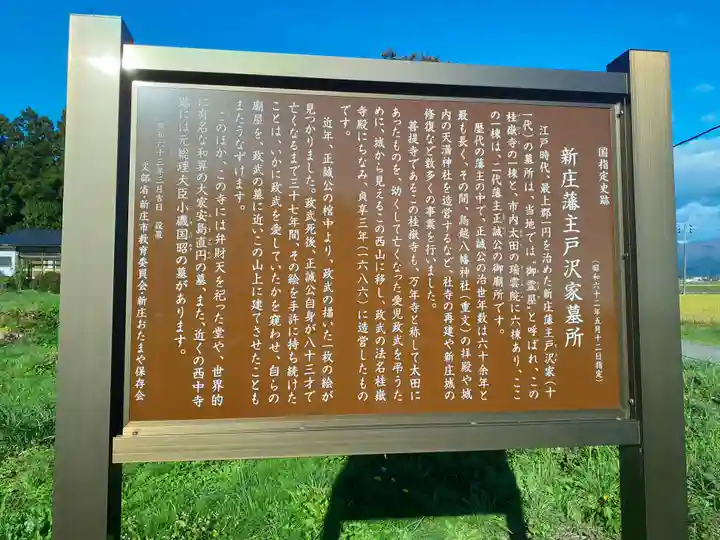 国指定史跡
新庄藩主戸沢家墓所
(昭和六十二年五月十二日指定)
江戸時代、最上郡一円を治めた新庄藩主戸沢家(十
一代)の墓所は、当地では“御霊屋”と呼ばれ、この
桂嶽寺の一棟と、市内太田の瑞雲院に六棟あり、ここ
の一棟は、二代藩主正誠公の御廟所です。
歴代の藩主の中で、正誠公の治世年数は六十余年と
最も長く、その間、鳥越八幡神社(重文)の拝殿や城
内の天満神社を造営するなど、社寺の再建や新庄城の
修復など数多くの事業を行いました。
菩提寺であるこの桂嶽寺も、万年寺と称して太田に
あったものを、幼くして亡くなった愛児政武を弔うた
めに、城から見えるこの西山に移し、政武の法名桂嶽
寺殿にちなみ、貞享三年(一六八六)に造営したもの
です。
近年、正誠公の棺中より、政武の描いた一枚の絵が
見つかりました。政武死後、正誠公自身が八十三才で
亡くなるまで三十七年間、その絵を手許に持ち続けた
ことは、いかに政武を愛していたかを窺わせ、自らの
廟屋を、政武の墓に近いこの山上に建てさせたことも
またうなずけます。
このほか、この寺には弁財天を祀った堂や、世界的
に有名な和算の大家安島直円の墓、また、近くの西中寺
跡には元総理大臣小磯国昭の墓があります。
昭和六十三年三月吉日 設置
文部省・新庄市教育委員会・新庄おたまや保存会